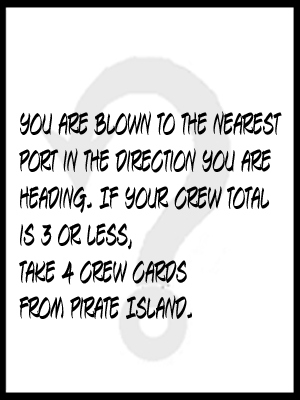 YOU ARE BLOWN TO THE NEAREST
PORT IN THE DIRECTION YOU ARE
HEADING. IF YOUR CREW TOTAL
IS 3 OR LESS,
TAKE 4 CREW CARDS
FROM PIRATE ISLAND.